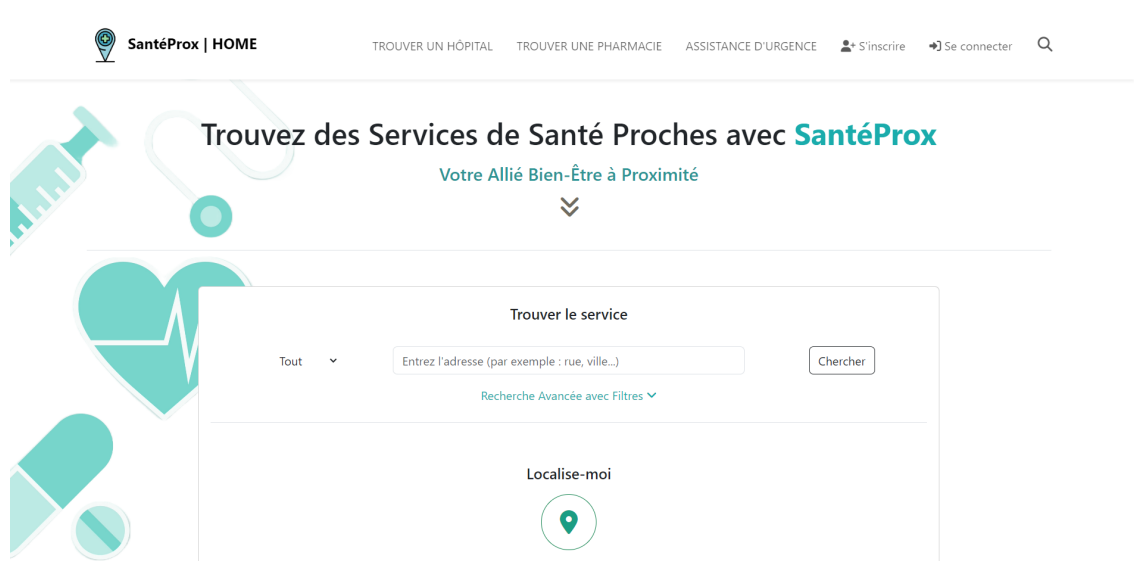 SantéProx | HOME TROUVER UN HÔPITAL TROUVER UNE PHARMACIE ASSISTANCE D'URGENCE S'inscrire Se connecter
Trouvez des Services de Santé Proches avec SantéProx
Votre Allié Bien-Être à Proximité
Trouver le service
Tout Entrez l'adresse (par exemple : rue, ville...) Chercher
Recherche Avancée avec Filtres
Localise-moi